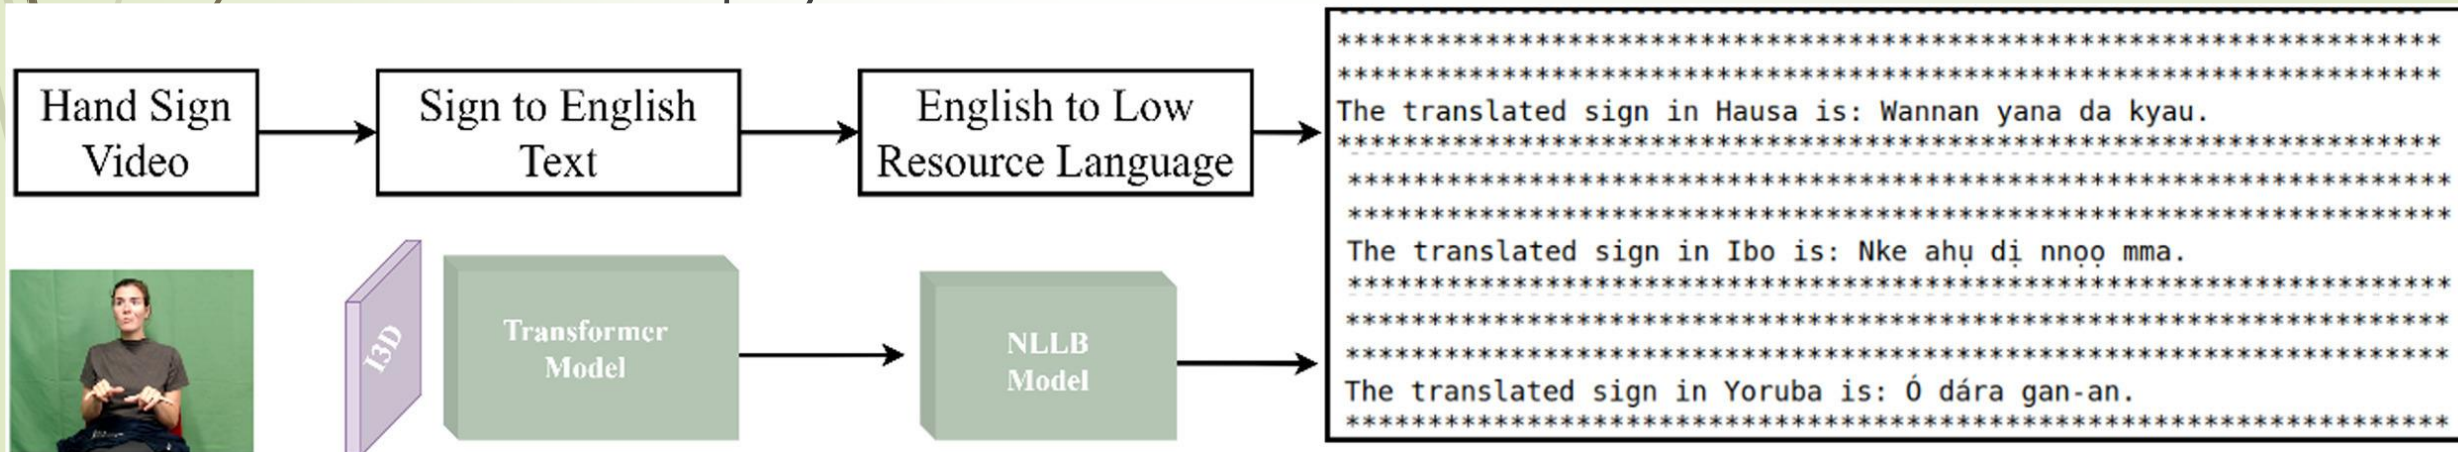 Hand Sign
Video
Sign to English
Text
English to Low
Resource Language
I3D
Transformer
Model
NLLB
Model
****************************************************************************
****************************************************************************
The translated sign in Hausa is: Wannan yana da kyau.
****************************************************************************
****************************************************************************
****************************************************************************
The translated sign in Ibo is: Nke ahụ dị nnọọ mma.
****************************************************************************
****************************************************************************
****************************************************************************
The translated sign in Yoruba is: Ó dára gan-an.
****************************************************************************